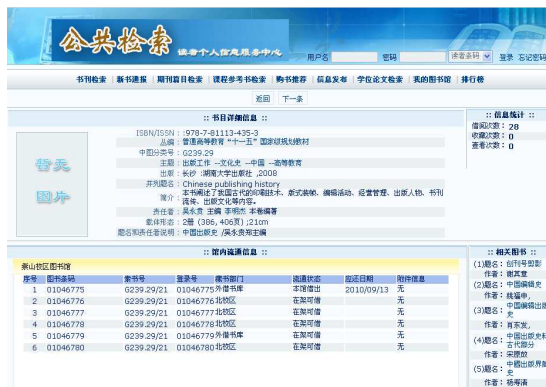 公共检索 读者个人信息服务中心
用户名 密码 读者条码 登录 忘记密码
书刊检索 新书通报 期刊篇目检索 课程参考书检索 购书推荐 信息发布 学位论文检索 我的图书馆 排行榜
返回 下一条
:: 书目详细信息 ::
暂无
图片
ISBN/ISSN : :978-7-81113-435-3
丛编 : 普通高等教育“十一五”国家级规划教材
中图分类号 : G239.29
主题 : 出版工作 --文化史 --中国 --高等教育
出版 : 长沙 :湖南大学出版社 ,2008
并列题名 : Chinese publishing history
简介 : 本书阐述了我国古代的印刷技术、版式装帧、编辑活动、经营管理、出版人物、书刊
流传、出版文化等内容。
责任者 : 吴永贵 主编 李明杰 本卷编著
载体形态 : 2册 (386, 406页) ;21cm
题名和责任者说明 : 中国出版史 /吴永贵主编
:: 信息统计 ::
借阅次数: 28
收藏次数: 0
查看次数: 0
:: 馆内流通信息 ::
崇山校区图书馆
序号 图书条码 索书号 登录号 藏书部门 流通状态 应还日期 附件信息
1 01046775 G239.29/21 01046775 外借书库 本馆借出 2010/09/13 无
2 01046776 G239.29/21 01046776 北校区 在架可借 无
3 01046777 G239.29/21 01046777 北校区 在架可借 无
4 01046778 G239.29/21 01046778 北校区 在架可借 无
5 01046779 G239.29/21 01046779 外借书库 在架可借 无
6 01046780 G239.29/21 01046780 北校区 在架可借 无
:: 相关图书 ::
(1)题名: 创刊号剪影
作者: 谢其章
(2)题名: 中国编辑史
作者: 姚福申,
(3)题名: 中国编辑出版
史
作者: 肖东发,
(4)题名: 中国出版史料
古代部分
作者: 宋原放
(5)题名: 中国出版界简
史
作者: 杨寿清